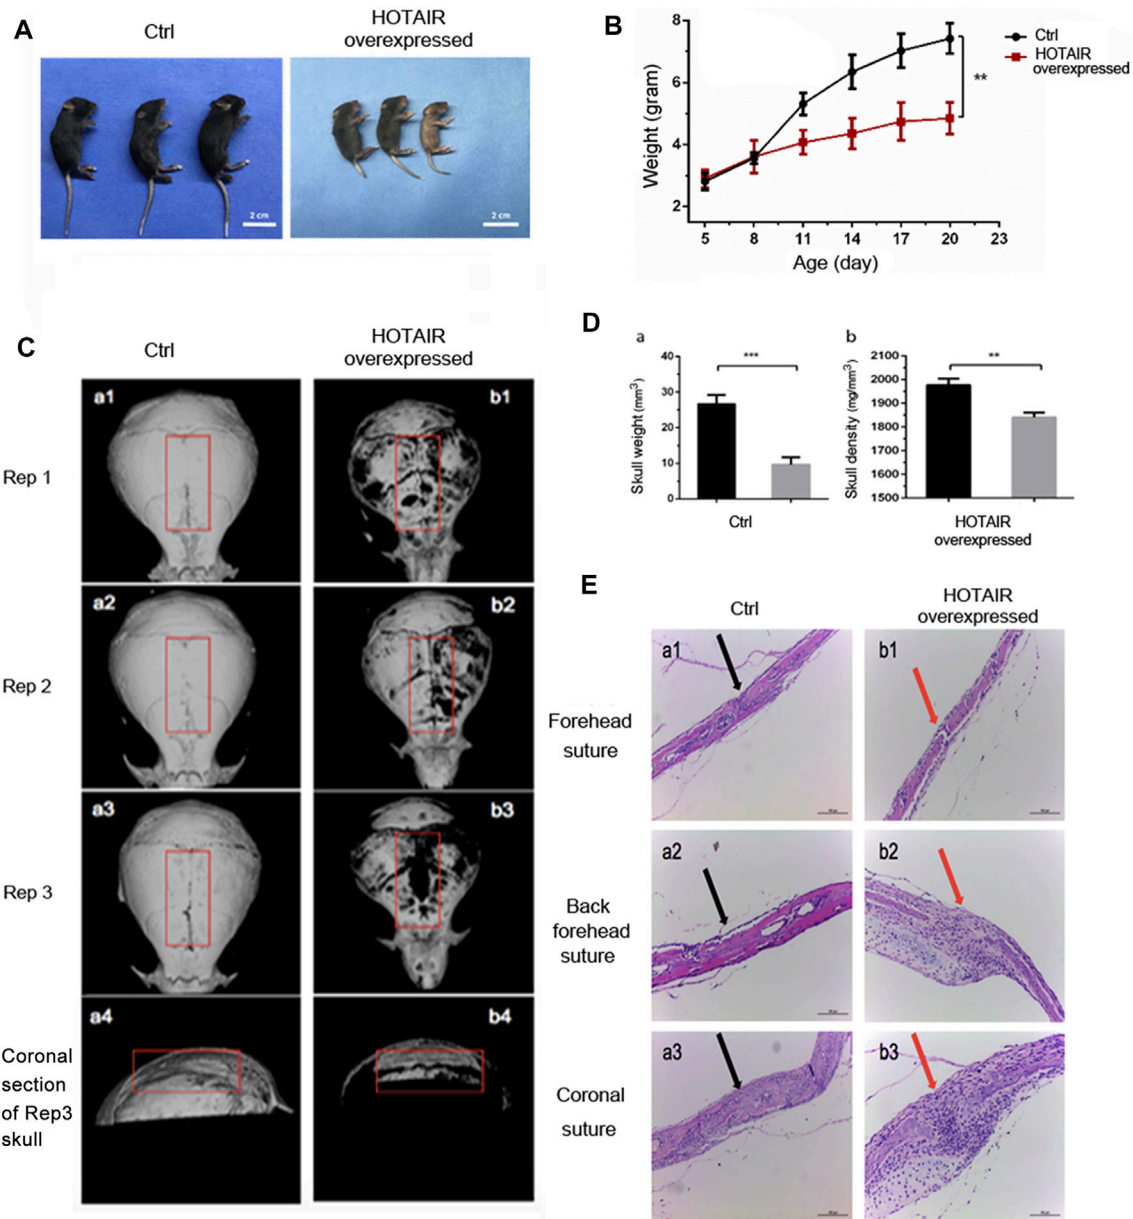 A
Ctrl
HOTAIR
overexpressed
2 cm
2 cm
B
Weight (gram)
8
6
4
2
5
8
11
14
17
20
23
Age (day)
Ctrl
HOTAIR
overexpressed
**
C
Ctrl
HOTAIR
overexpressed
Rep 1
a1
b1
Rep 2
a2
b2
Rep 3
a3
b3
Coronal
section
of Rep3
skull
a4
b4
D
a
Skull weight (mm³)
40
30
20
10
0
***
Ctrl
b
Skull density (mg/mm³)
2100
2000
1900
1800
1700
1600
1500
**
HOTAIR
overexpressed
E
Ctrl
HOTAIR
overexpressed
Forehead
suture
a1
b1
Back
forehead
suture
a2
b2
Coronal
suture
a3
b3